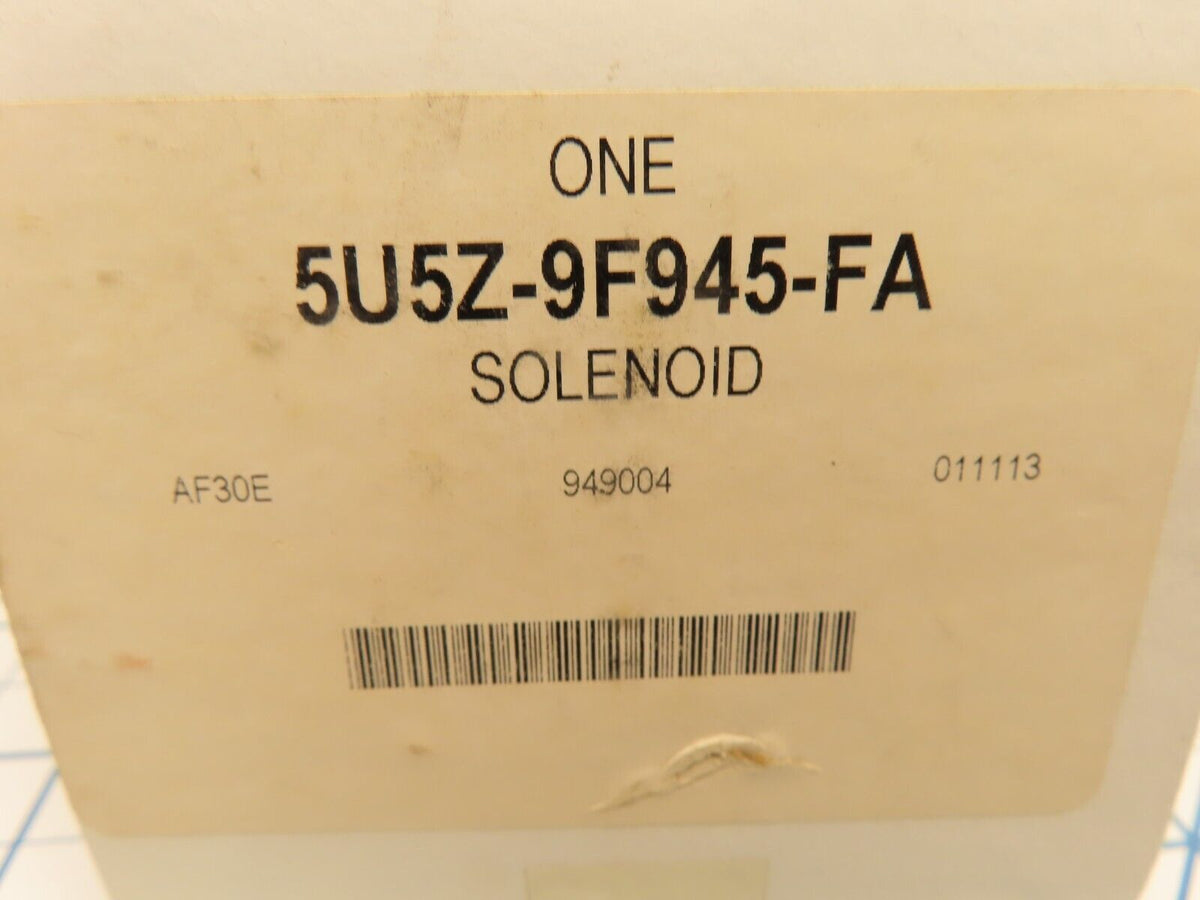 ONE
5U5Z-9F945-FA
SOLENOID
AF30E 949004 011113